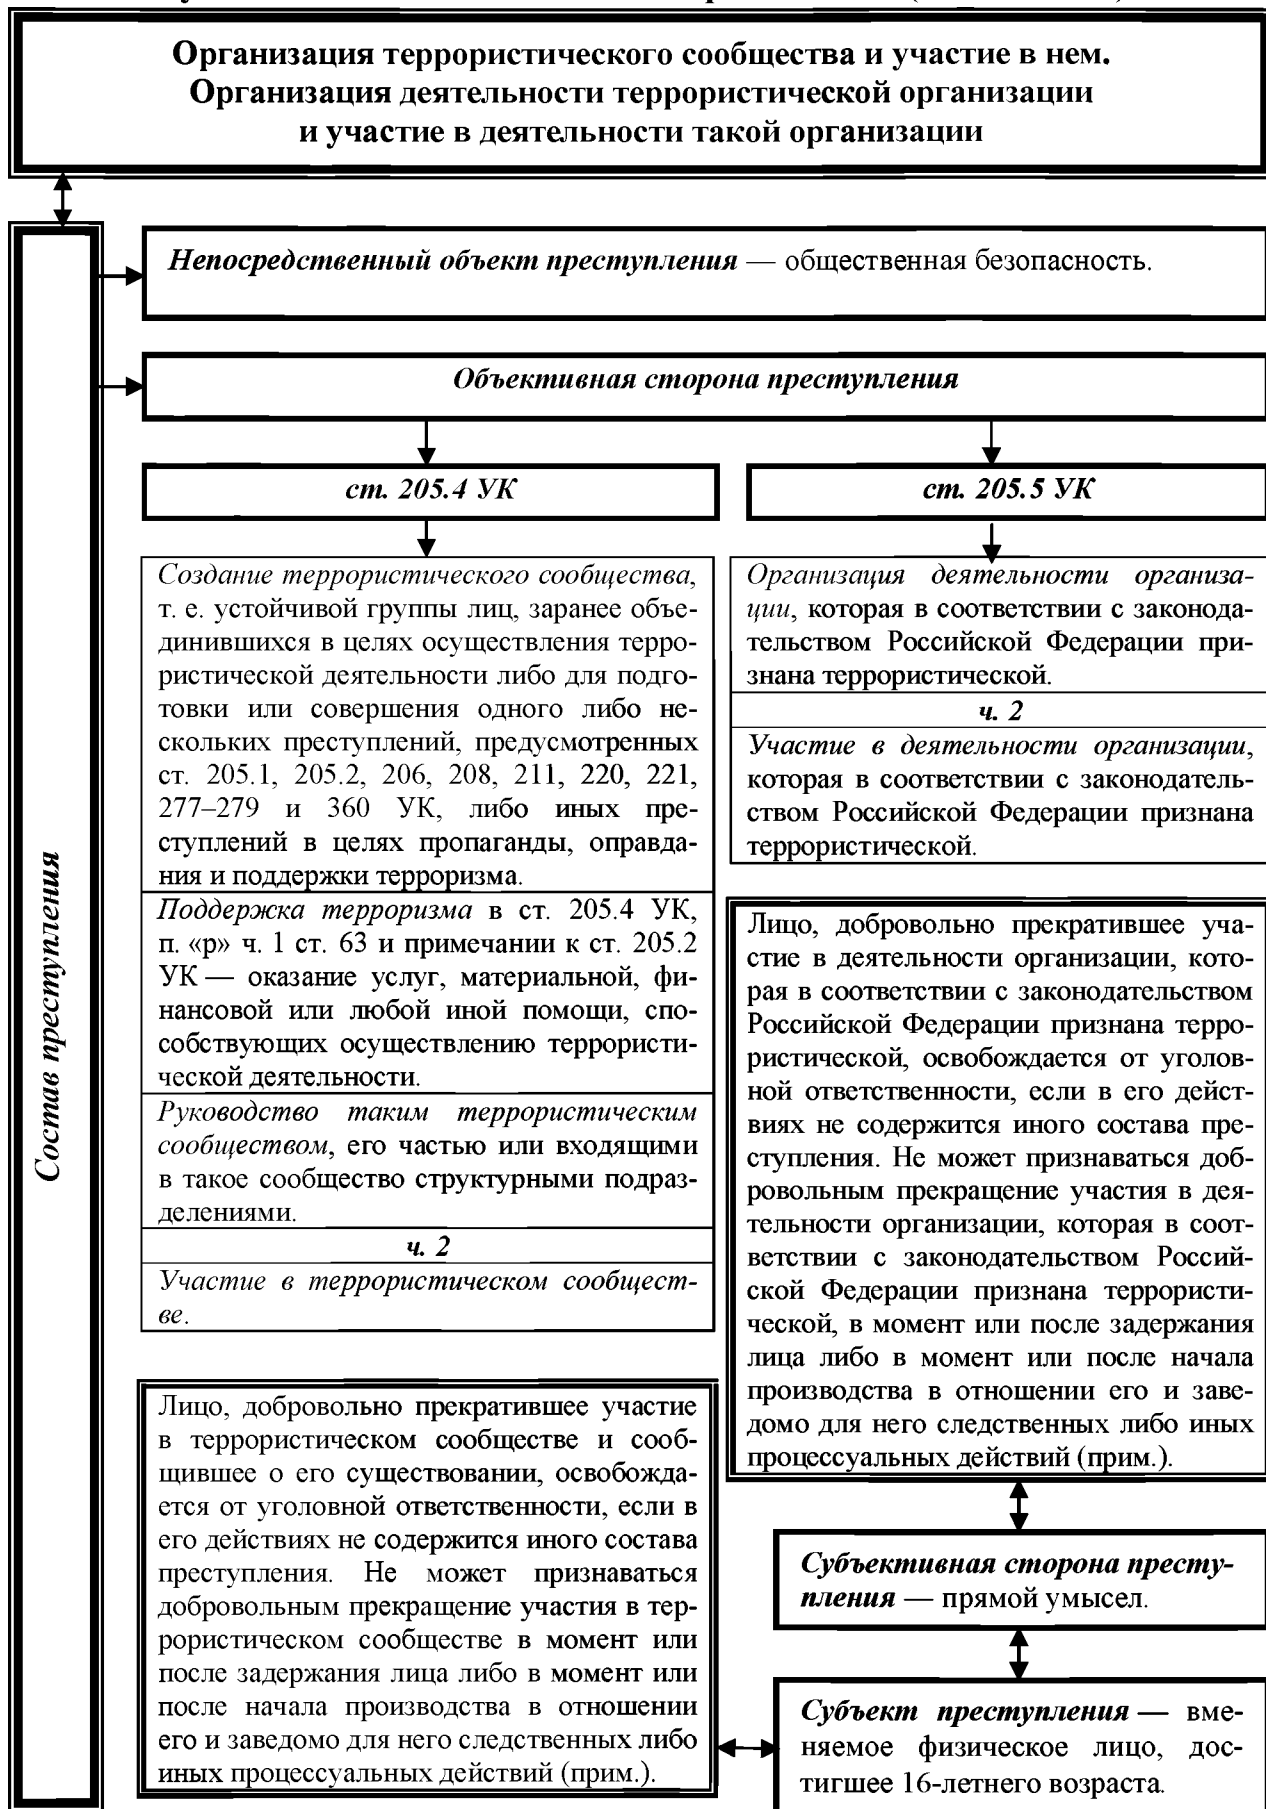 Организация террористического сообщества и участие в нем.
Организация деятельности террористической организации
и участие в деятельности такой организации
Состав преступления
Непосредственный объект преступления — общественная безопасность.
Объективная сторона преступления
ст. 205.4 УК
Создание террористического сообщества,
т. е. устойчивой группы лиц, заранее объе-
динившихся в целях осуществления терро-
ристической деятельности либо для подго-
товки или совершения одного либо не-
скольких преступлений, предусмотренных
ст. 205.1, 205.2, 206, 208, 211, 220, 221,
277–279 и 360 УК, либо иных пре-
ступлений в целях пропаганды, оправда-
ния и поддержки терроризма.
Поддержка терроризма в ст. 205.4 УК,
п. «р» ч. 1 ст. 63 и примечании к ст. 205.2
УК — оказание услуг, материальной, фи-
нансовой или любой иной помощи, спо-
собствующих осуществлению террористи-
ческой деятельности.
Руководство таким террористическим
сообществом, его частью или входящими
в такое сообщество структурными подраз-
делениями.
ч. 2
Участие в террористическом сообществ-
ве.
Лицо, добровольно прекратившее участие
в террористическом сообществе и сооб-
щившее о его существовании, освобожда-
ется от уголовной ответственности, если в
его действиях не содержится иного состава
преступления. Не может признаваться
добровольным прекращение участия в тер-
рористическом сообществе в момент или
после задержания лица либо в момент или
после начала производства в отношении
его и заведомо для него следственных либо
иных процессуальных действий (прим.).
ст. 205.5 УК
Организация деятельности организа-
ции, которая в соответствии с законода-
тельством Российской Федерации при-
знана террористической.
ч. 2
Участие в деятельности организации,
которая в соответствии с законодатель-
ством Российской Федерации признана
террористической.
Лицо, добровольно прекратившее уча-
стие в деятельности организации, кото-
рая в соответствии с законодательством
Российской Федерации признана терро-
ристической, освобождается от уголов-
ной ответственности, если в его дейст-
виях не содержится иного состава пре-
ступления. Не может признаваться доб-
ровольным прекращение участия в дея-
тельности организации, которая в соот-
ветствии с законодательством Россий-
ской Федерации признана террористи-
ческой, в момент или после задержания
лица либо в момент или после начала
производства в отношении его и заве-
домо для него следственных либо иных
процессуальных действий (прим.).
Субъективная сторона престу-
пления — прямой умысел.
Субъект преступления — вме-
няемое физическое лицо, дос-
тигшее 16-летнего возраста.